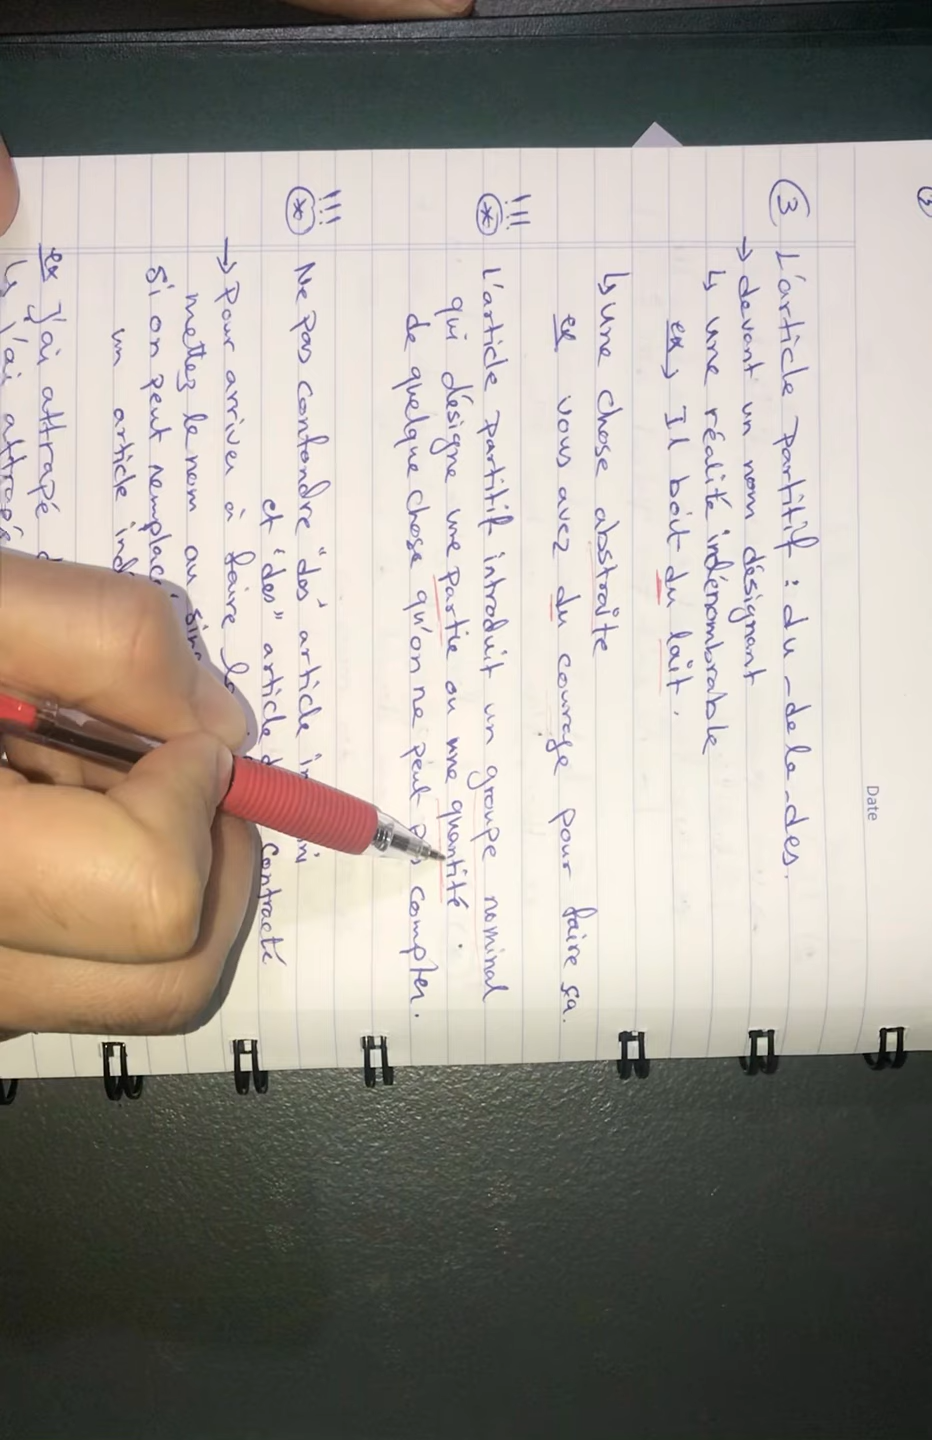 Date
③ L'article partitif : du - de la - des.
→ devant un nom désignant
↳ une réalité indénombrable
ex, Il boit du lait.
↳ une chose abstraite
ex vous avez du courage pour faire ça.
!!!
* L'article partitif introduit un groupe nominal
qui désigne une partie ou une quantité.
de quelque chose qu'on ne peut pas compter.
!!!
* Ne pas confondre "des" article
et "des" article contracté
→ Pour arriver à faire
mettez le nom au
Si on peut
un article
ex J'ai attrapé
↳ J'ai